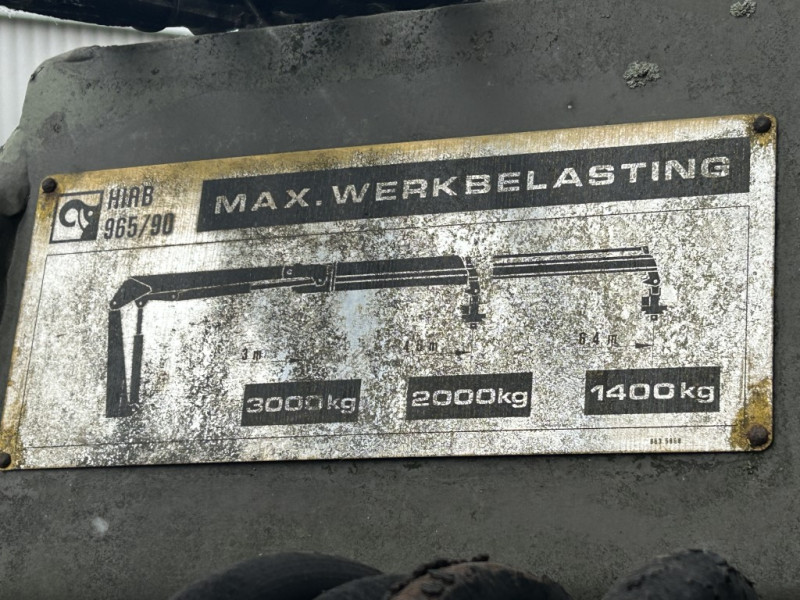 HIAB
965/90
MAX. WERKBELASTING
3 m
6.4 m
3000kg
2000kg
1400kg